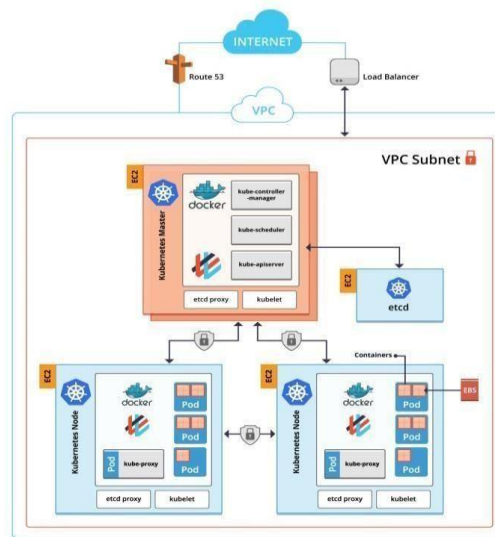 INTERNET
Route 53
Load Balancer
VPC
VPC Subnet
EC2
Kubernetes Master
docker
kube-controller
-manager
kube-scheduler
kube-apiserver
etcd proxy
kubelet
EC2
etcd
EC2
Kubernetes Node
docker
Pod
Pod
Pod
Pod
kube-proxy
etcd proxy
kubelet
EC2
Kubernetes Node
Containers
docker
Pod
Pod
Pod
Pod
kube-proxy
etcd proxy
kubelet
EBS